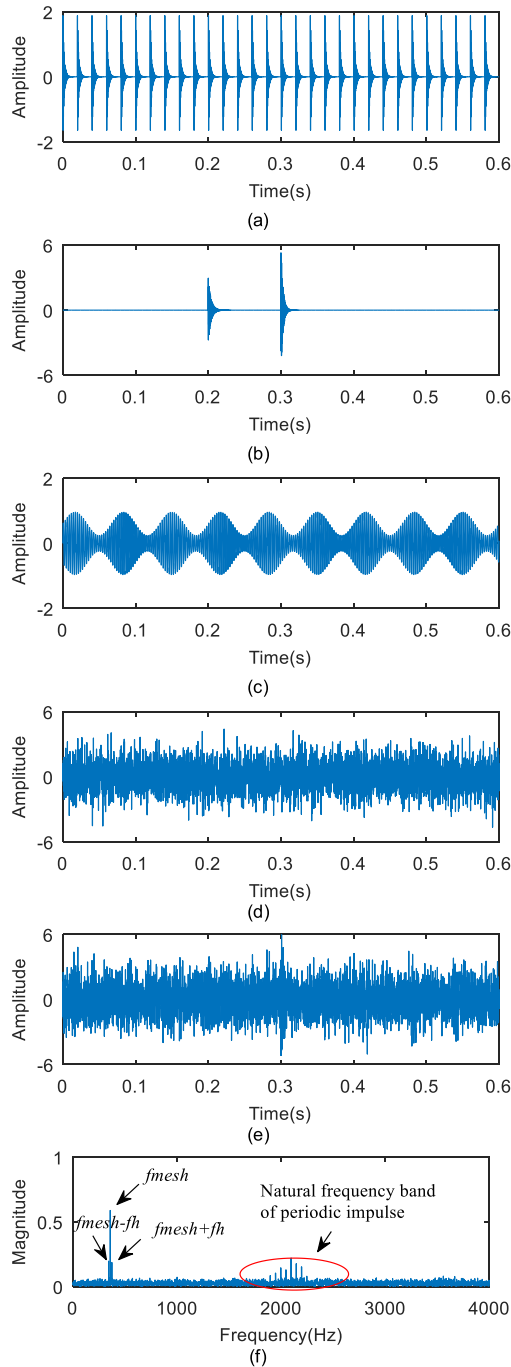 2
0
-2
Amplitude
0 0.1 0.2 0.3 0.4 0.5 0.6
Time(s)
(a)
6
0
-6
Amplitude
0 0.1 0.2 0.3 0.4 0.5 0.6
Time(s)
(b)
2
0
-2
Amplitude
0 0.1 0.2 0.3 0.4 0.5 0.6
Time(s)
(c)
6
0
-6
Amplitude
0 0.1 0.2 0.3 0.4 0.5 0.6
Time(s)
(d)
6
0
-6
Amplitude
0 0.1 0.2 0.3 0.4 0.5 0.6
Time(s)
(e)
1
0.5
0
Magnitude
fmesh
fmesh-fh
fmesh+fh
Natural frequency band
of periodic impulse
0 1000 2000 3000 4000
Frequency(Hz)
(f)